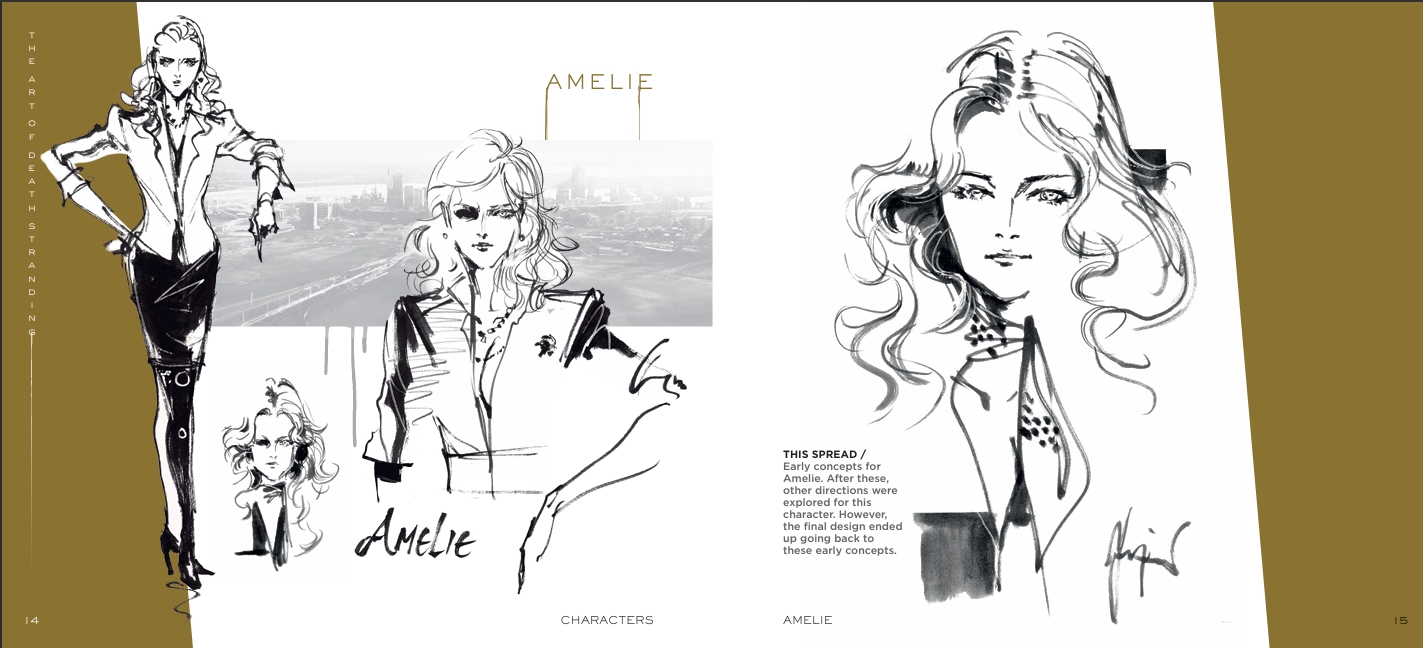 THE ART OF DEATH STRANDING
AMELIE
AMELIE
14
CHARACTERS
THIS SPREAD /
Early concepts for
Amelie. After these,
other directions were
explored for this
character. However,
the final design ended
up going back to
these early concepts.
AMELIE
15